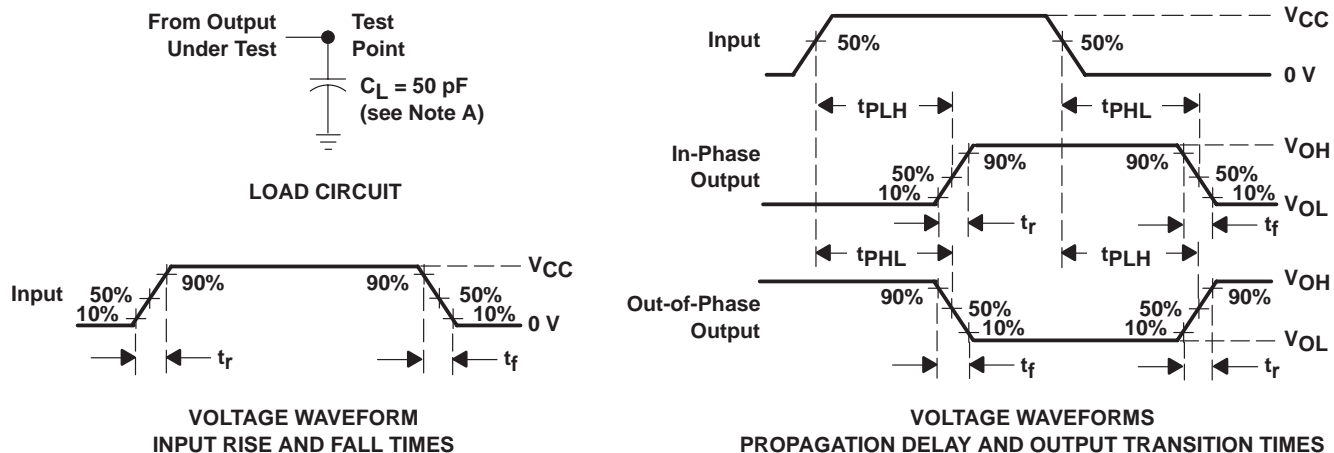 From Output
Under Test
Test
Point
CL = 50 pF
(see Note A)
LOAD CIRCUIT
Input
VCC
50%
10%
90%
90%
50%
10%
0 V
tr
tf
VOLTAGE WAVEFORM
INPUT RISE AND FALL TIMES
Input
50%
50%
VCC
0 V
tPLH
tPHL
In-Phase
Output
50%
10%
90%
90%
50%
10%
VOH
VOL
tr
tf
tPHL
tPLH
Out-of-Phase
Output
90%
50%
10%
50%
10%
90%
VOH
VOL
tf
tr
VOLTAGE WAVEFORMS
PROPAGATION DELAY AND OUTPUT TRANSITION TIMES